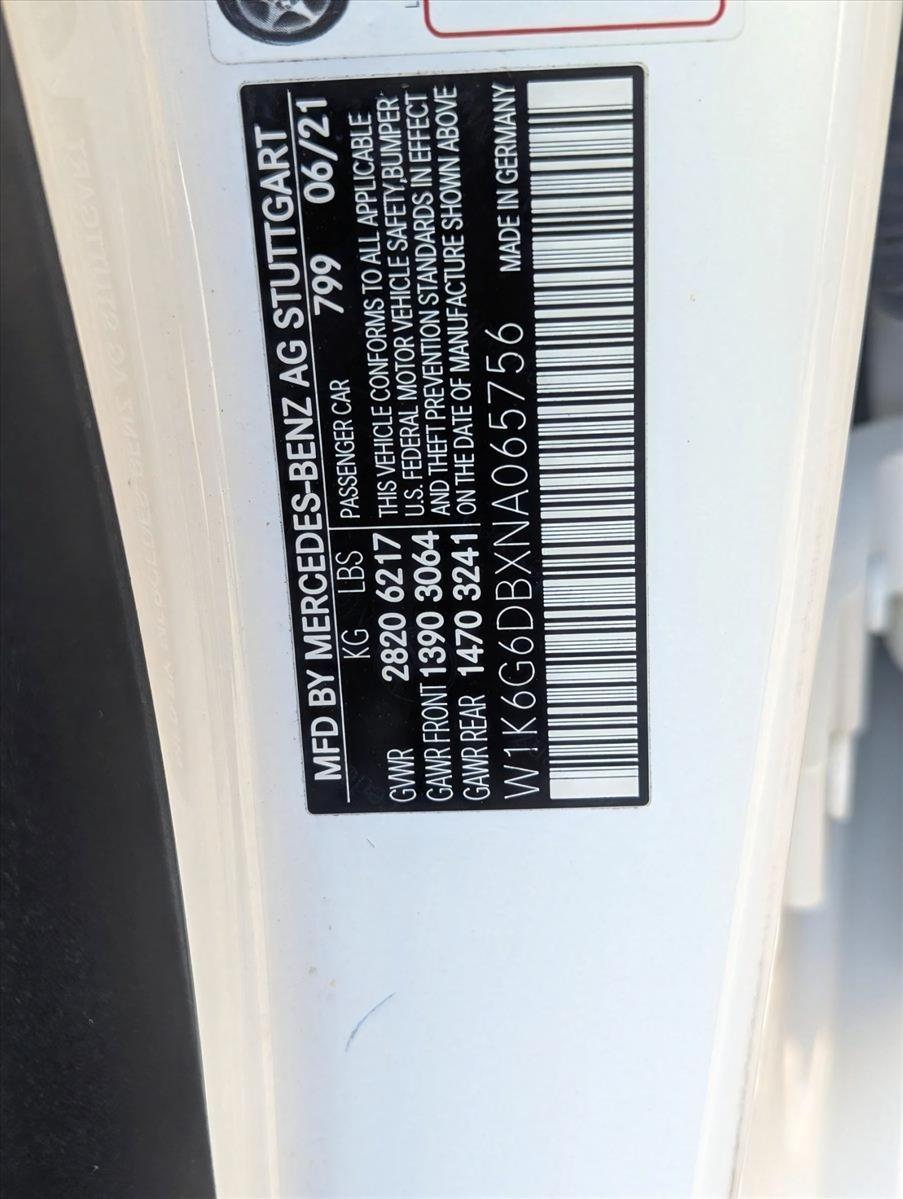 MFD BY MERCEDES-BENZ AG STUTTGART
799 06/21
KG LBS
PASSENGER CAR
GVWR 2820 6217
GAWR FRONT 1390 3064
GAWR REAR 1470 3241
THIS VEHICLE CONFORMS TO ALL APPLICABLE
U.S. FEDERAL MOTOR VEHICLE SAFETY,BUMPER
AND THEFT PREVENTION STANDARDS IN EFFECT
ON THE DATE OF MANUFACTURE SHOWN ABOVE
W1K6G6DBXNA065756 MADE IN GERMANY